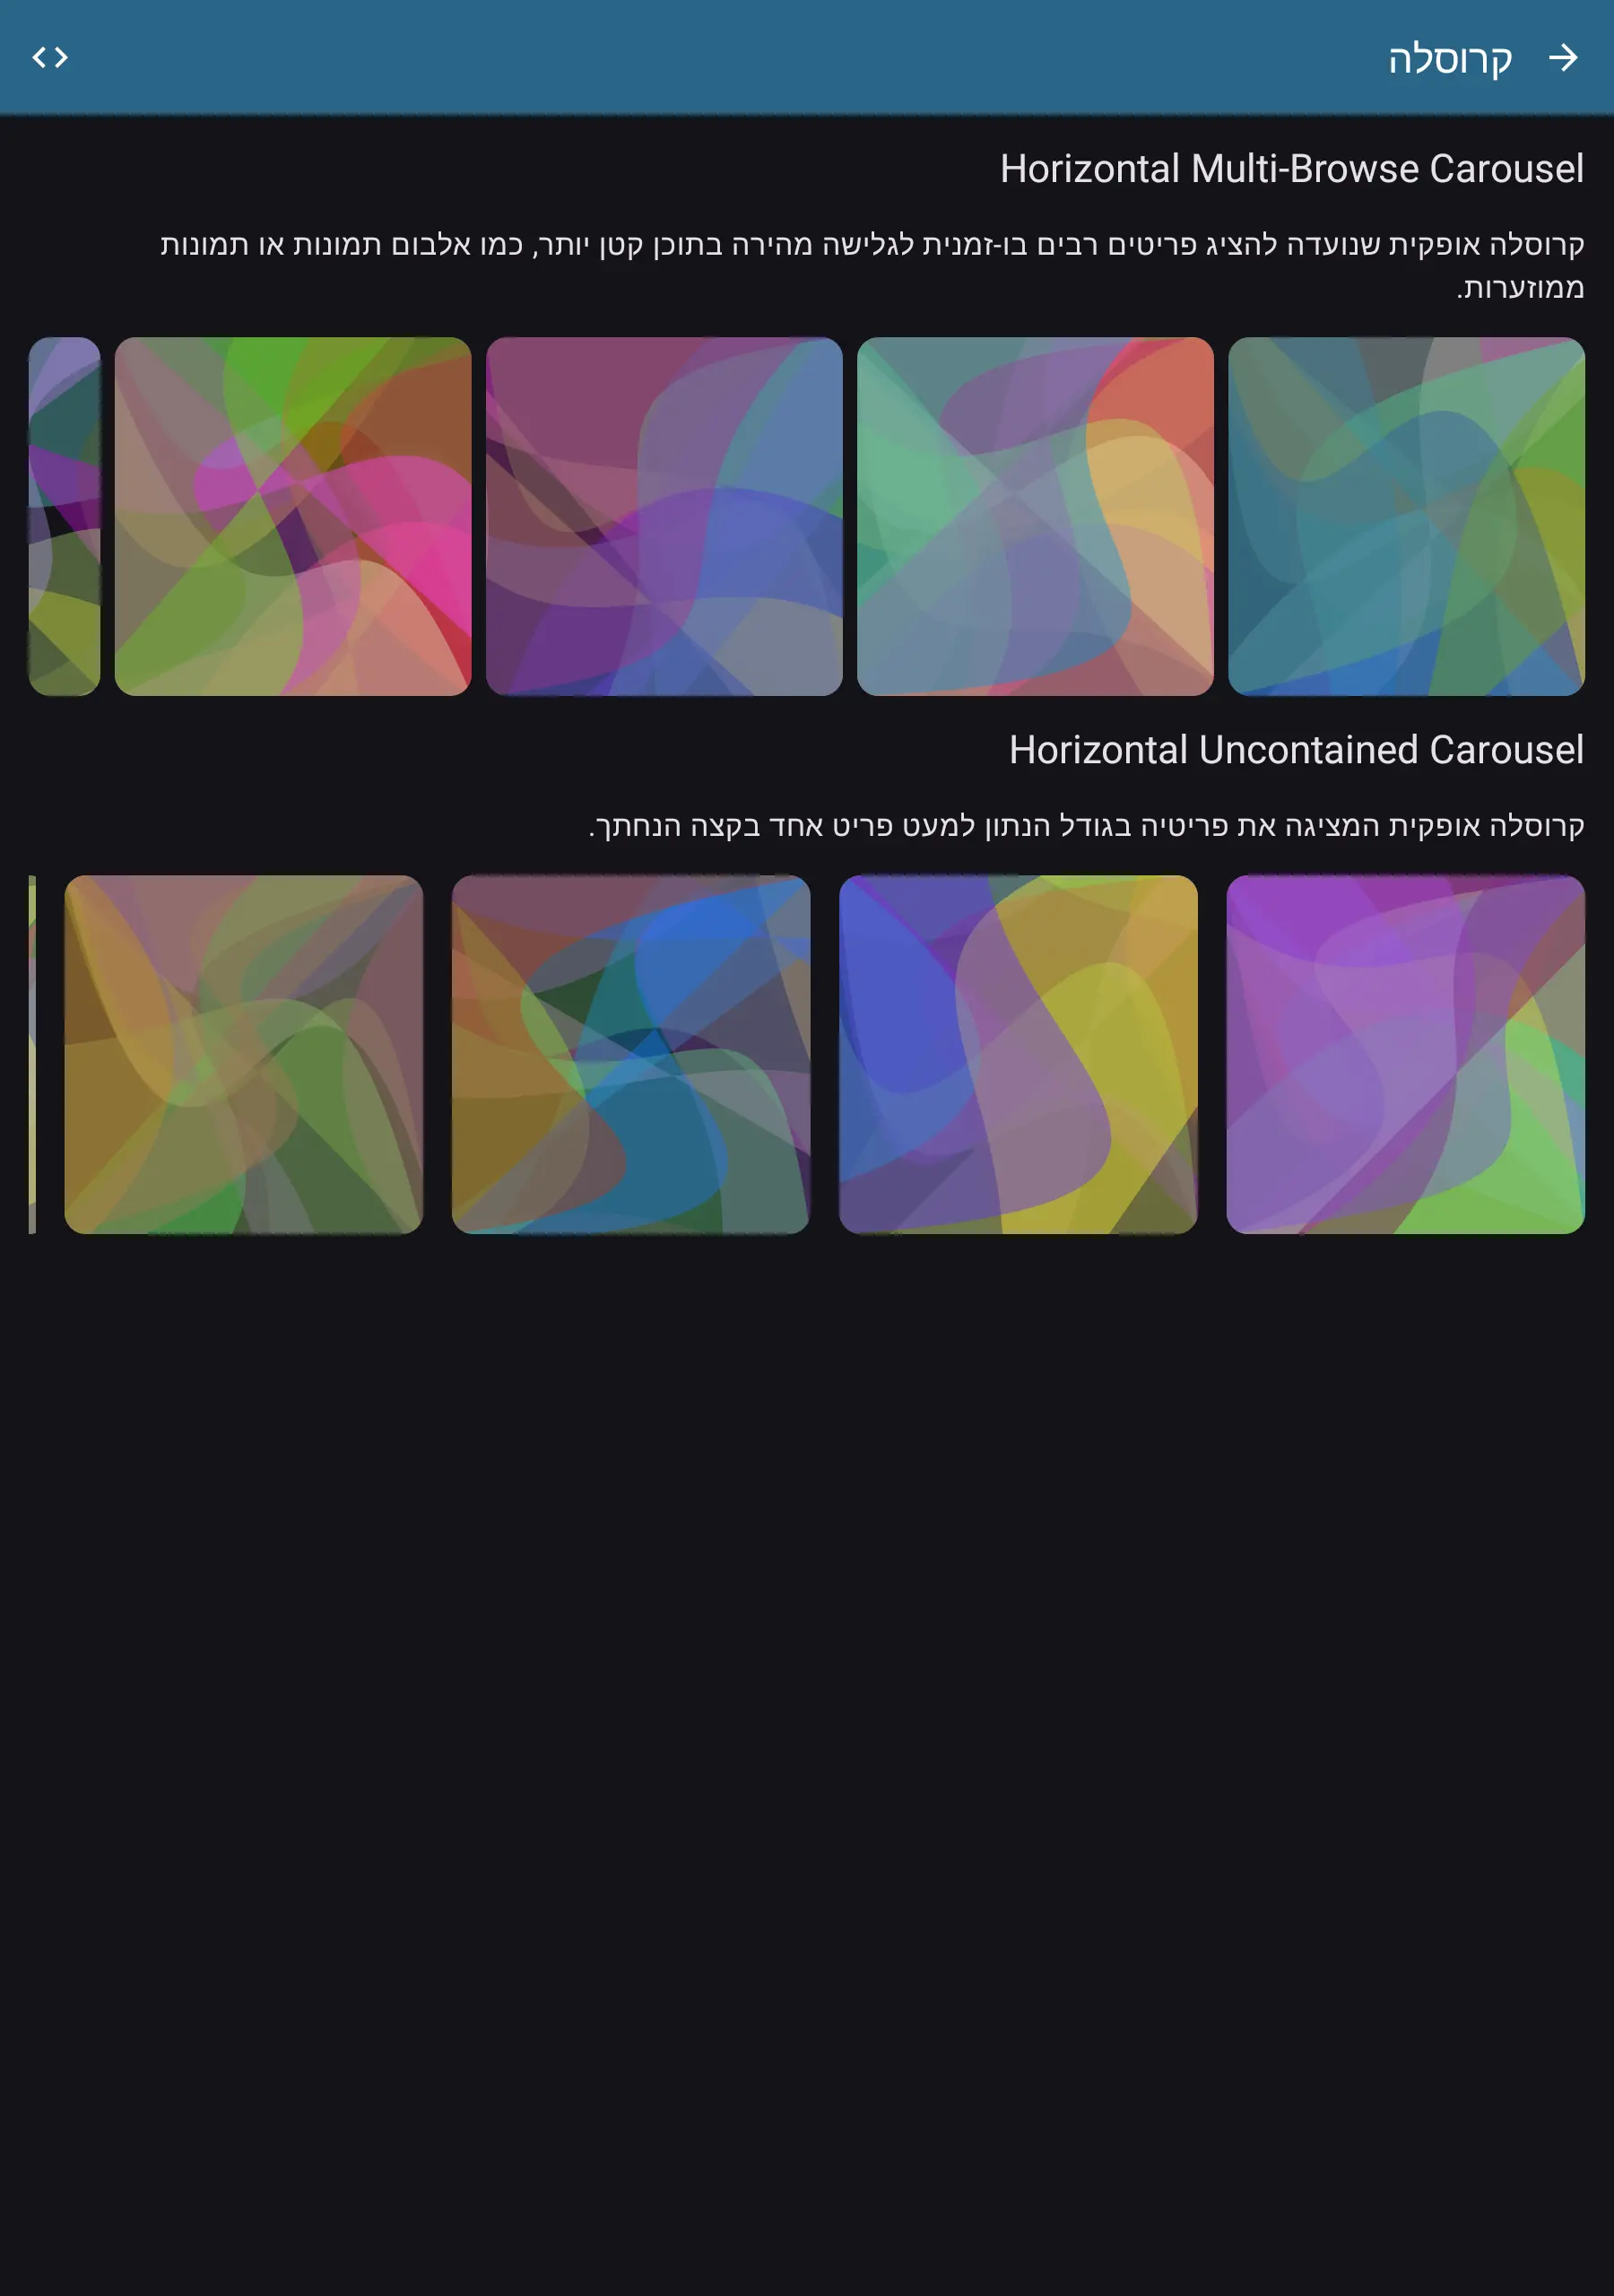 קרוסלה
Horizontal Multi-Browse Carousel
קרוסלה אופקית שנועדה להציג פריטים רבים בו-זמנית לגלישה מהירה בתוכן קטן יותר, כמו אלבום תמונות או תמונות
ממוזערות.
Horizontal Uncontained Carousel
קרוסלה אופקית המציגה את פריטיה בגודל הנתון למעט פריט אחד בקצה הנחתך.